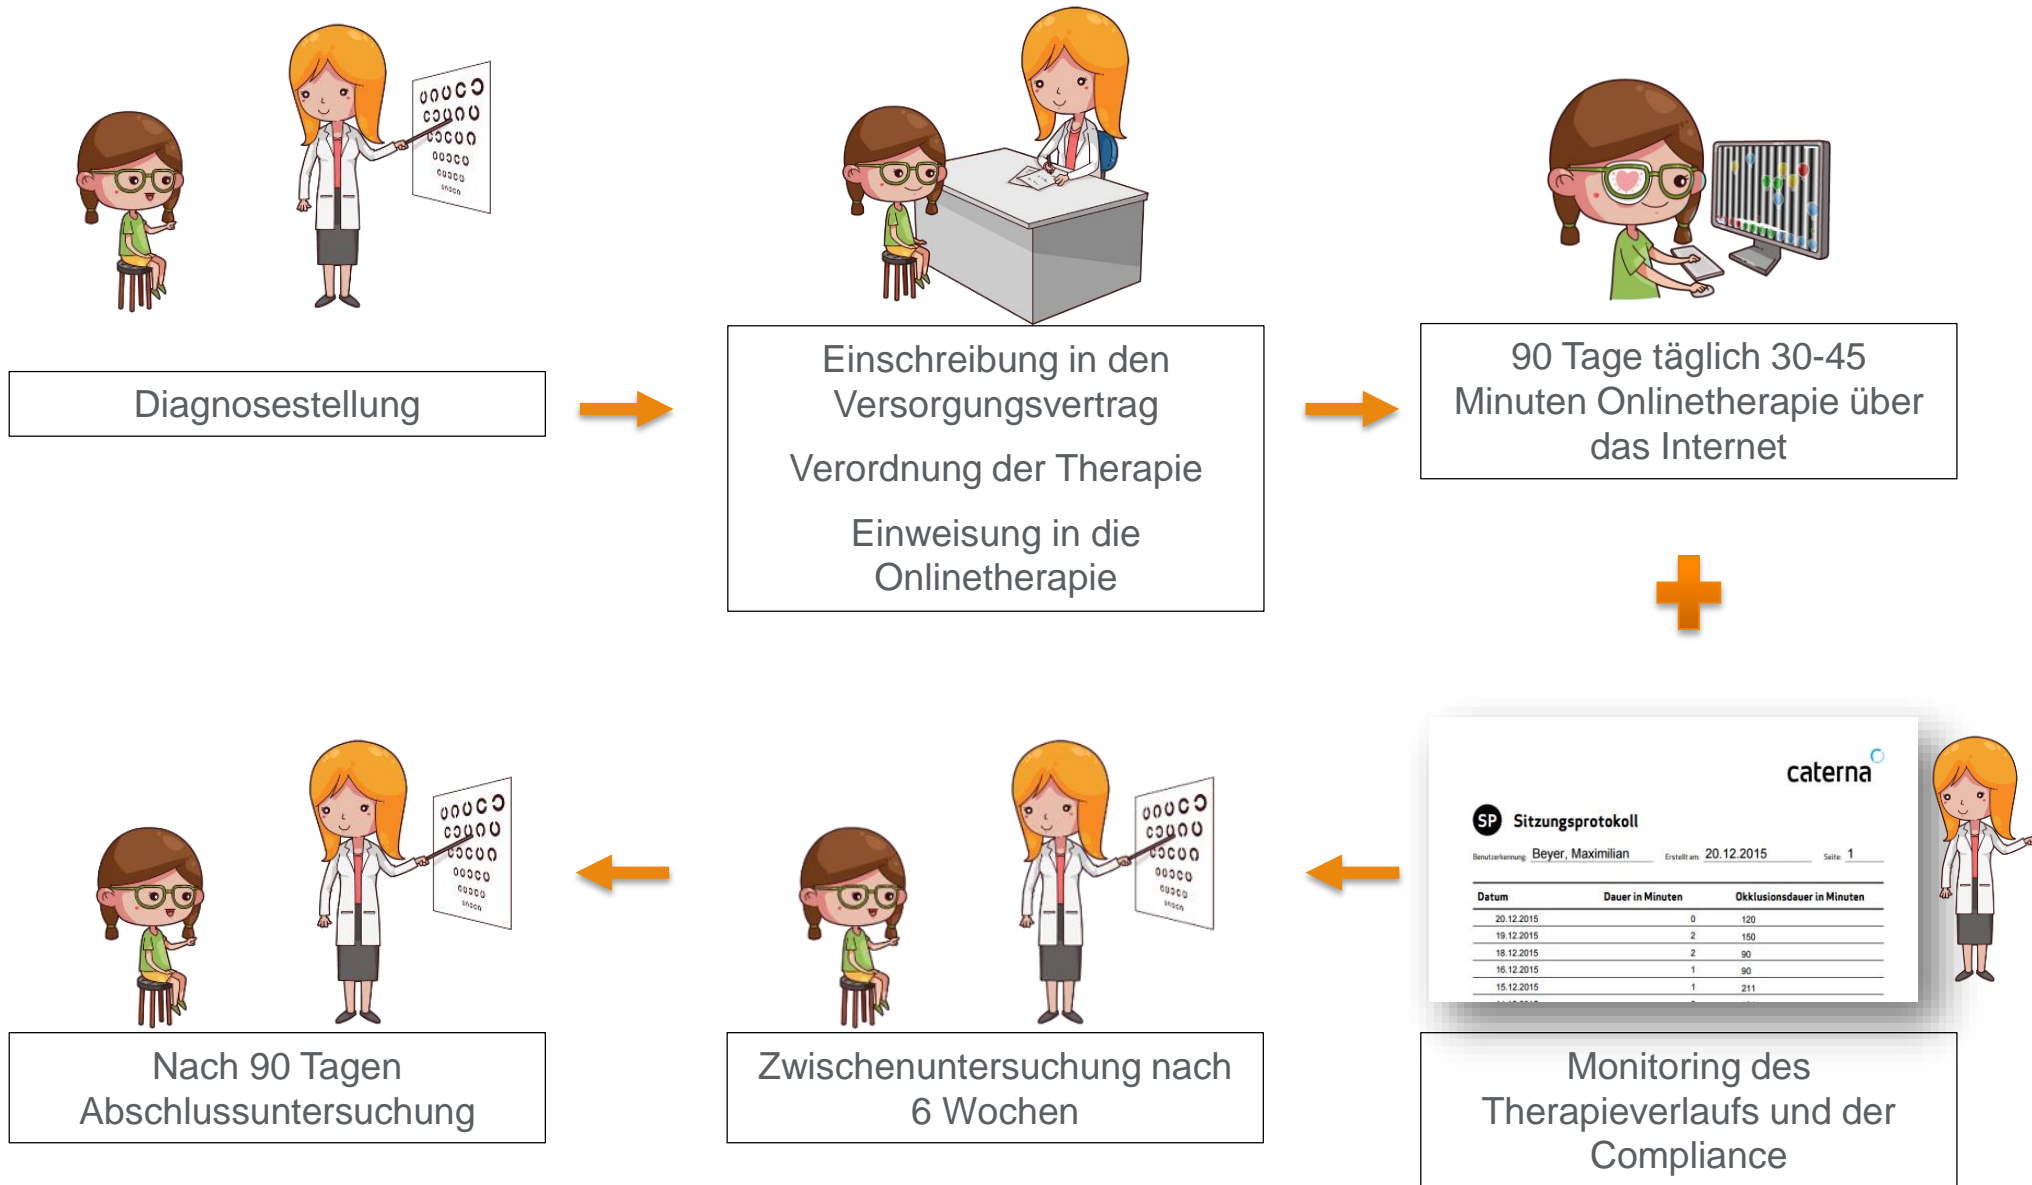 Diagnosestellung
Einschreibung in den
Versorgungsvertrag
Verordnung der Therapie
Einweisung in die
Onlinetherapie
90 Tage täglich 30-45
Minuten Onlinetherapie über
das Internet
caterna
SP Sitzungsprotokoll
Benutzerkennung: Beyer, Maximilian Erstellt am: 20.12.2015 Seite: 1
Datum Dauer in Minuten Okklusionsdauer in Minuten
20.12.2015 0 120
19.12.2015 2 150
18.12.2015 2 90
16.12.2015 1 90
15.12.2015 1 211
Monitoring des
Therapieverlaufs und der
Compliance
Zwischenuntersuchung nach
6 Wochen
Nach 90 Tagen
Abschlussuntersuchung